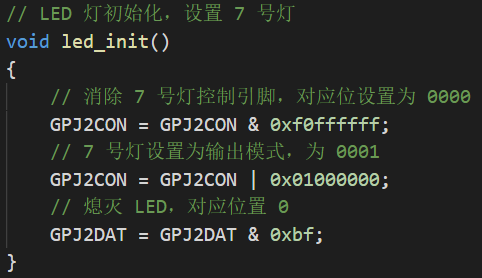 // LED 灯初始化，设置 7 号灯
void led_init()
{
    // 消除 7 号灯控制引脚，对应位设置为 0000
    GPJ2CON = GPJ2CON & 0xf0ffffff;
    // 7 号灯设置为输出模式，为 0001
    GPJ2CON = GPJ2CON | 0x01000000;
    // 熄灭 LED，对应位置 0
    GPJ2DAT = GPJ2DAT & 0xbf;
}